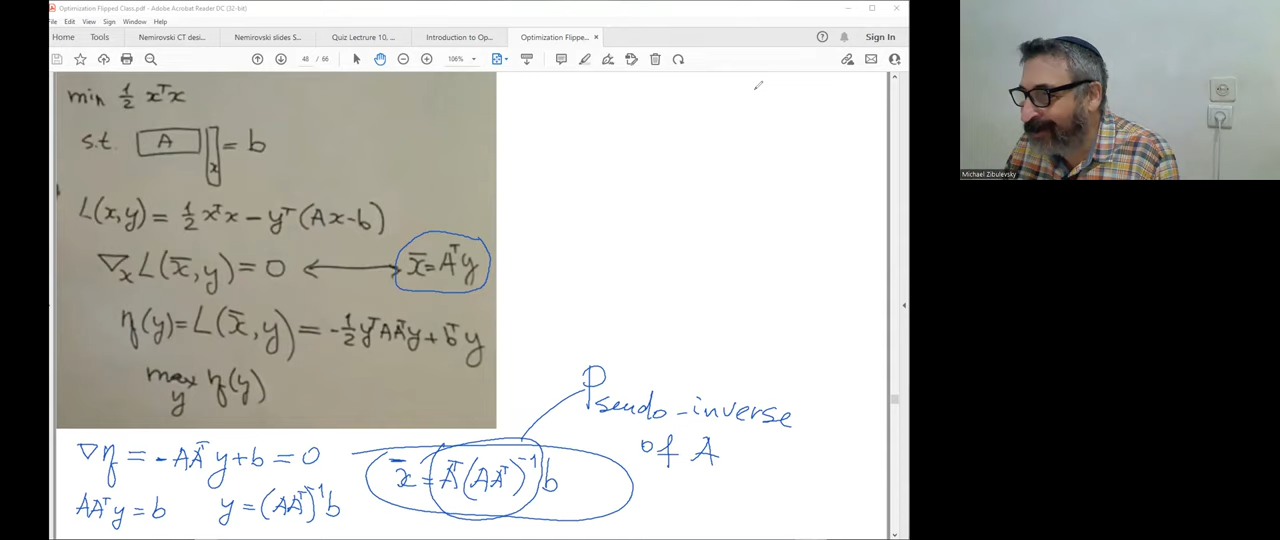 Optimization Flipped Class.pdf - Adobe Acrobat Reader DC (32-bit)
File Edit View Sign Window Help
Home Tools Nemirovski CT desi... Nemirovski slides S... Quiz Lectrure 10, ... Introduction to Op... Optimization Flippe... × Sign In
48 / 66 106%
min ½ xᵀx
s.t. A x = b
L(x,y) = ½ xᵀx - yᵀ(Ax-b)
∇ₓL(x̄,y) = 0 ⟷ x̄ = Aᵀy
η(y) = L(x̄,y) = -½yᵀAAᵀy + bᵀy
max η(y)
y
Pseudo-inverse
of A
∇η = -AAᵀy + b = 0
x̄ = Aᵀ(AAᵀ)⁻¹b
AAᵀy = b y = (AAᵀ)⁻¹b
Michael Zibulevsky